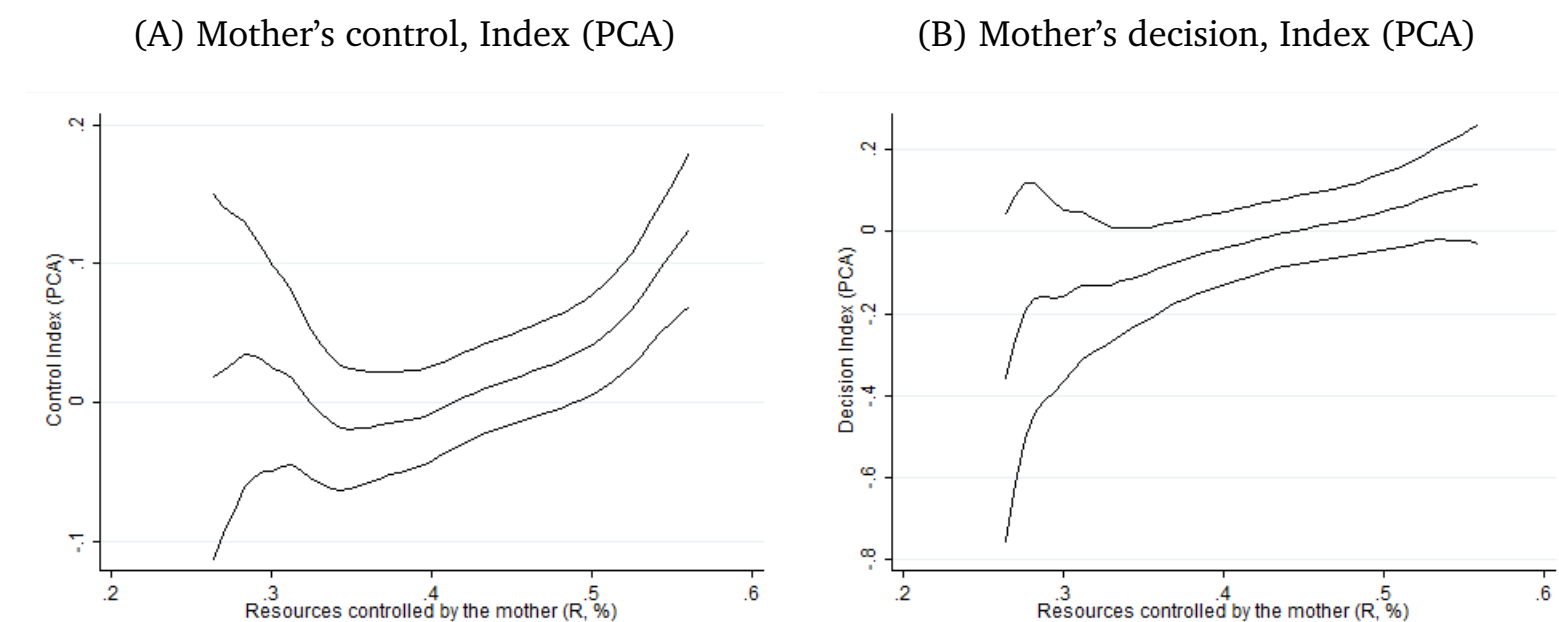 (A) Mother’s control, Index (PCA)
Control Index (PCA)
.2
.1
0
-.1
.2 .3 .4 .5 .6
Resources controlled by the mother (R, %)
(B) Mother’s decision, Index (PCA)
Decision Index (PCA)
.2
0
-.2
-.4
-.6
-.8
.2 .3 .4 .5 .6
Resources controlled by the mother (R, %)